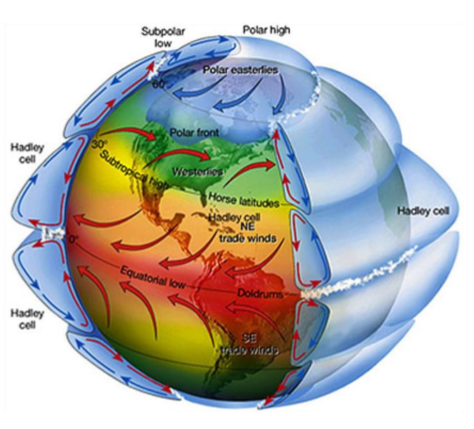 Subpolar
low
Polar high
Polar easterlies
60°
Hadley
cell
30°
Polar front
Subtropical high
Westerlies
Horse latitudes
Hadley cell
NE
trade winds
Hadley cell
0°
Equatorial low
Doldrums
Hadley
cell
SE
trade winds